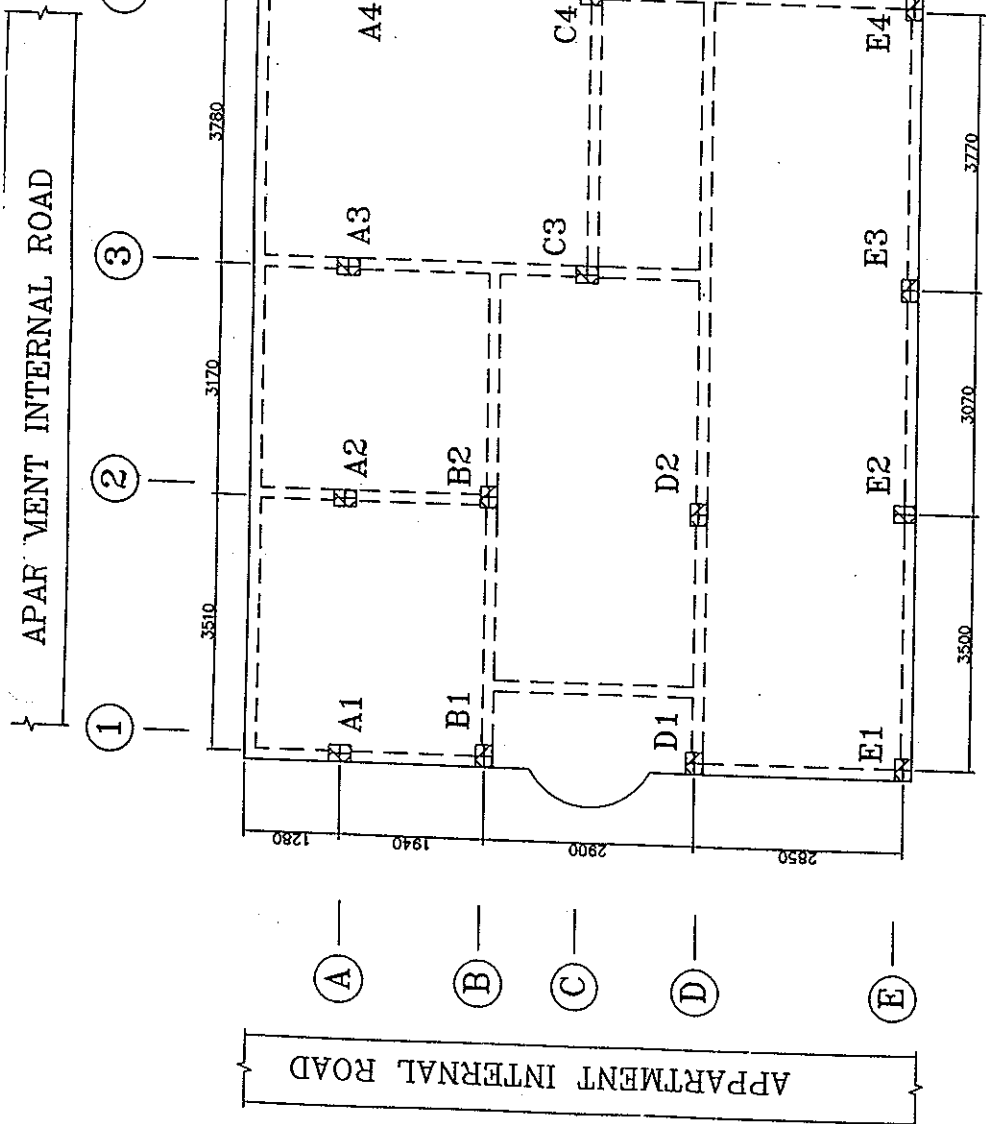 APAR MENT INTERNAL ROAD
3
2
1
3780
3170
3510
A4
C4
E4
A3
C3
E3
A2
B2
D2
E2
A1
B1
D1
E1
3770
3070
3500
1280
1940
2900
2850
A
B
C
D
E
APPARTMENT INTERNAL ROAD